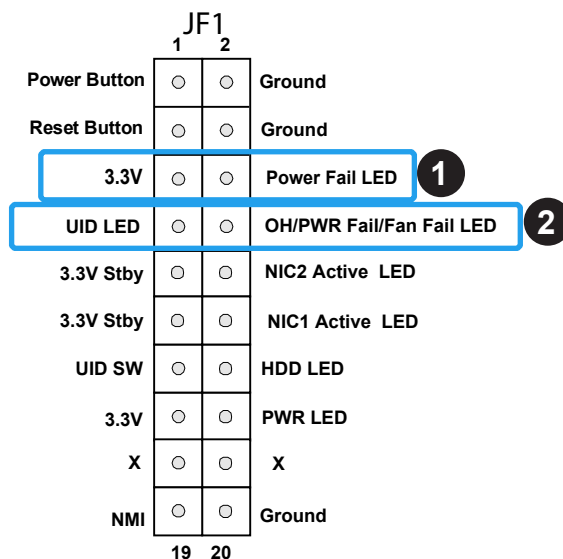 JF1
1 2
Power Button Ground
Reset Button Ground
3.3V Power Fail LED 1
UID LED OH/PWR Fail/Fan Fail LED 2
3.3V Stby NIC2 Active LED
3.3V Stby NIC1 Active LED
UID SW HDD LED
3.3V PWR LED
X X
NMI Ground
19 20